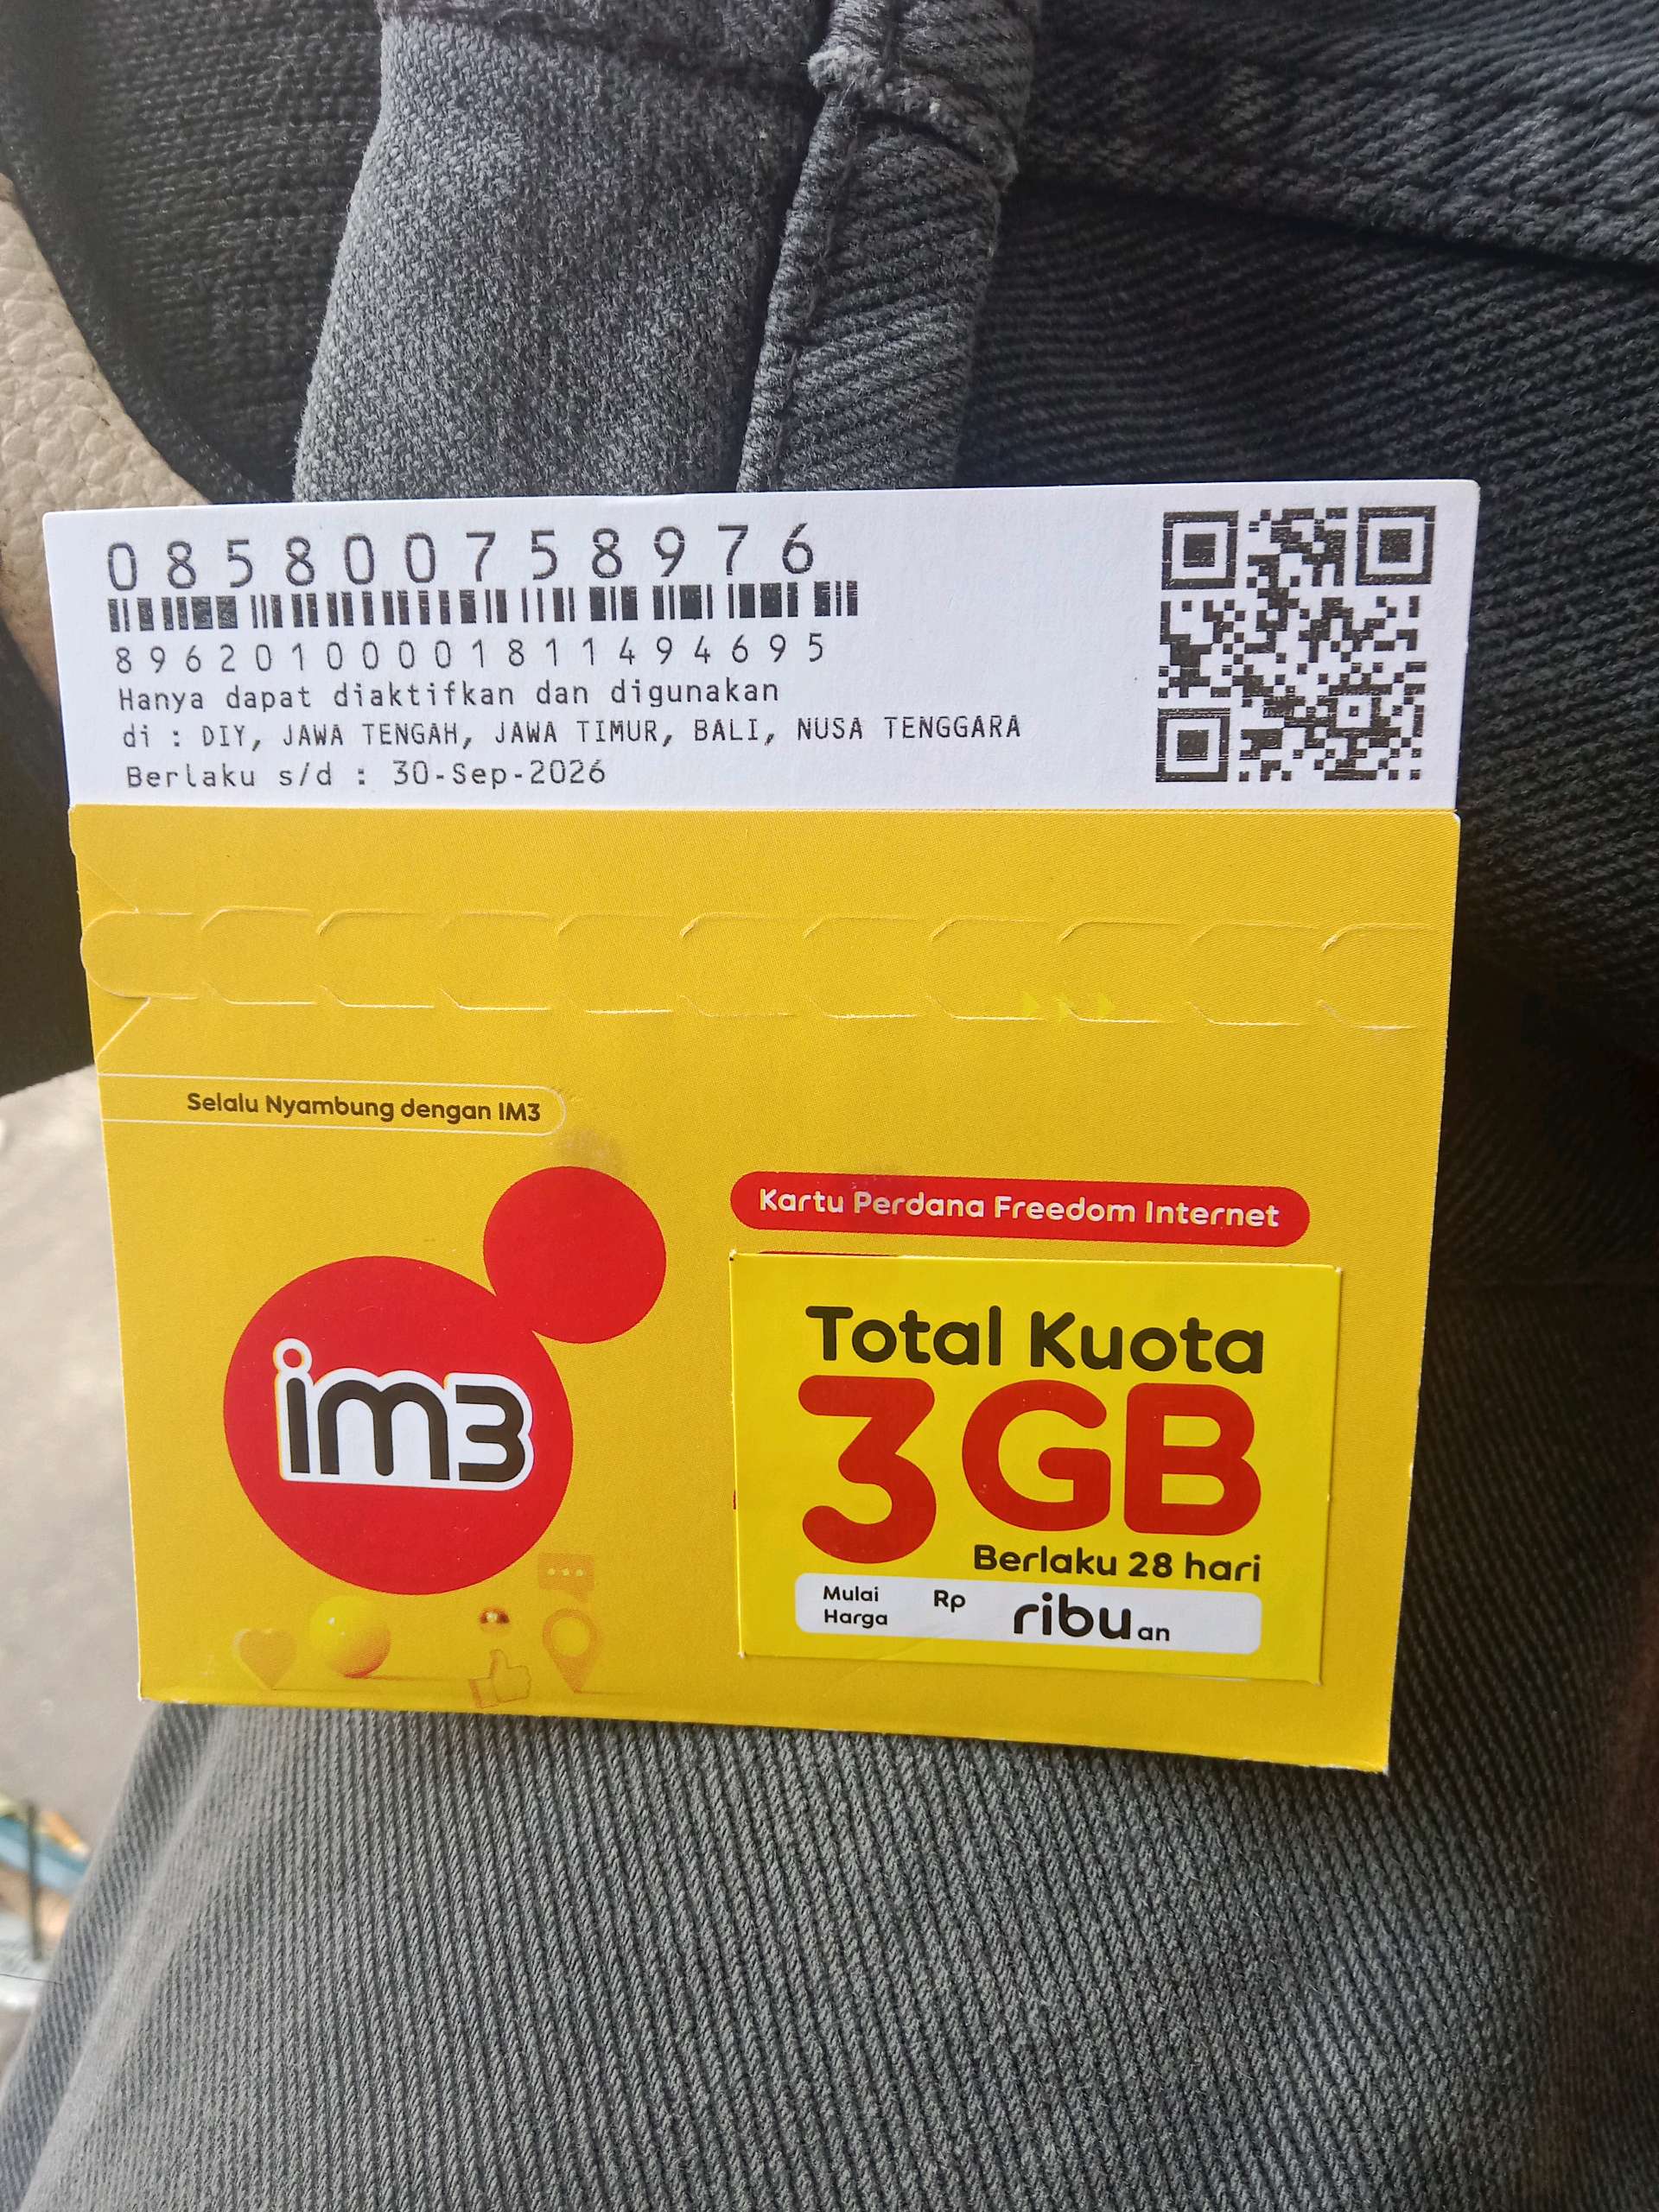 085800758976
89620100001811494695
Hanya dapat diaktifkan dan digunakan
di : DIY, JAWA TENGAH, JAWA TIMUR, BALI, NUSA TENGGARA
Berlaku s/d : 30-Sep-2026
Selalu Nyambung dengan IM3
im3
Kartu Perdana Freedom Internet
Total Kuota
3GB
Berlaku 28 hari
Mulai Harga Rp ribuan